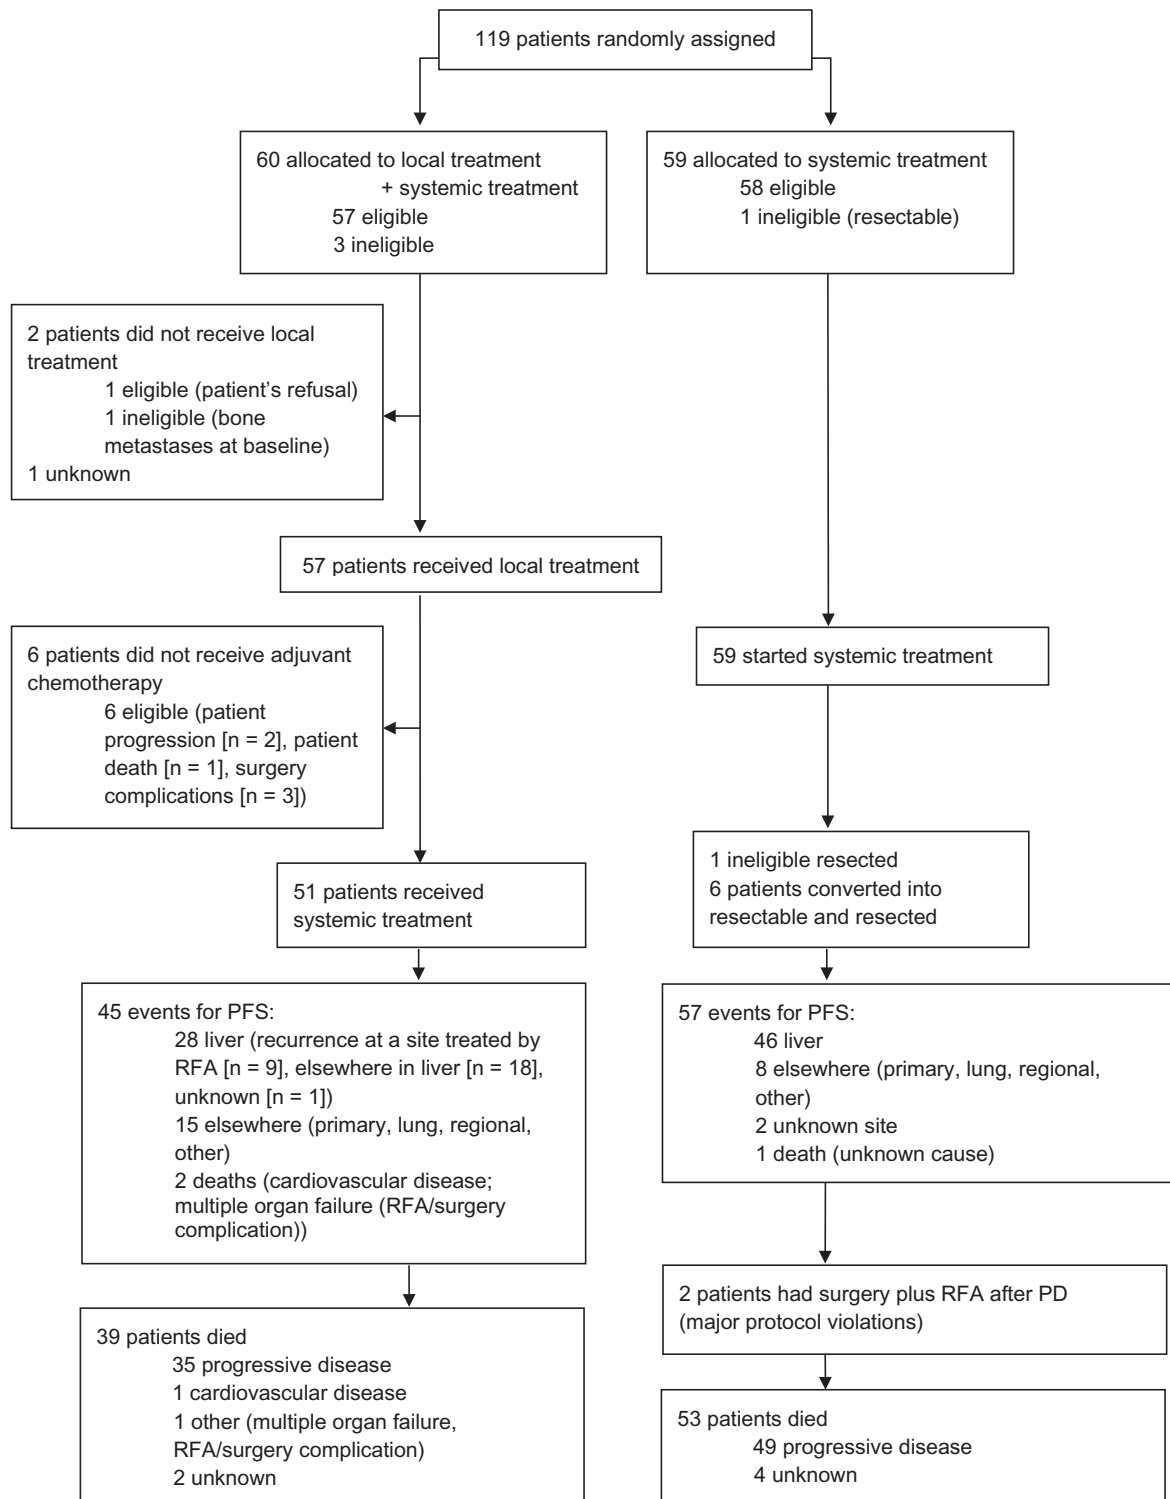 119 patients randomly assigned
60 allocated to local treatment
+ systemic treatment
57 eligible
3 ineligible
59 allocated to systemic treatment
58 eligible
1 ineligible (resectable)
2 patients did not receive local
treatment
1 eligible (patient’s refusal)
1 ineligible (bone
metastases at baseline)
1 unknown
57 patients received local treatment
59 started systemic treatment
6 patients did not receive adjuvant
chemotherapy
6 eligible (patient
progression [n = 2], patient
death [n = 1], surgery
complications [n = 3])
1 ineligible resected
6 patients converted into
resectable and resected
51 patients received
systemic treatment
45 events for PFS:
28 liver (recurrence at a site treated by
RFA [n = 9], elsewhere in liver [n = 18],
unknown [n = 1])
15 elsewhere (primary, lung, regional,
other)
2 deaths (cardiovascular disease;
multiple organ failure (RFA/surgery
complication))
57 events for PFS:
46 liver
8 elsewhere (primary, lung, regional,
other)
2 unknown site
1 death (unknown cause)
2 patients had surgery plus RFA after PD
(major protocol violations)
39 patients died
35 progressive disease
1 cardiovascular disease
1 other (multiple organ failure,
RFA/surgery complication)
2 unknown
53 patients died
49 progressive disease
4 unknown